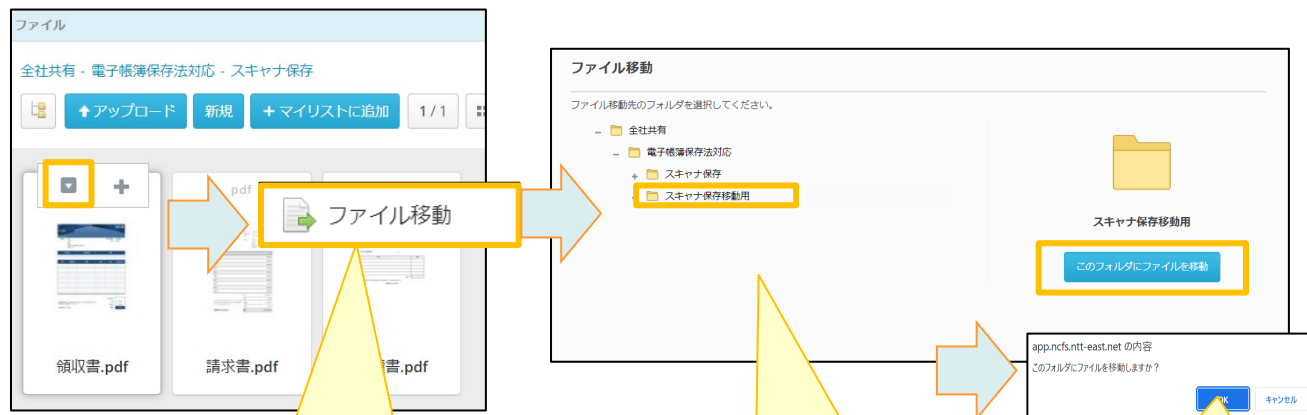 ファイル
全社共有 - 電子帳簿保存法対応 - スキャナ保存
アップロード 新規 + マイリストに追加 1 / 1
pdf
ファイル移動
領収書.pdf 請求書.pdf 書.pdf
ファイル移動
ファイル移動先のフォルダを選択してください。
全社共有
電子帳簿保存法対応
スキャナ保存
スキャナ保存移動用
スキャナ保存移動用
このフォルダにファイルを移動
app.ncfs.ntt-east.net の内容
このフォルダにファイルを移動しますか？
OK キャンセル